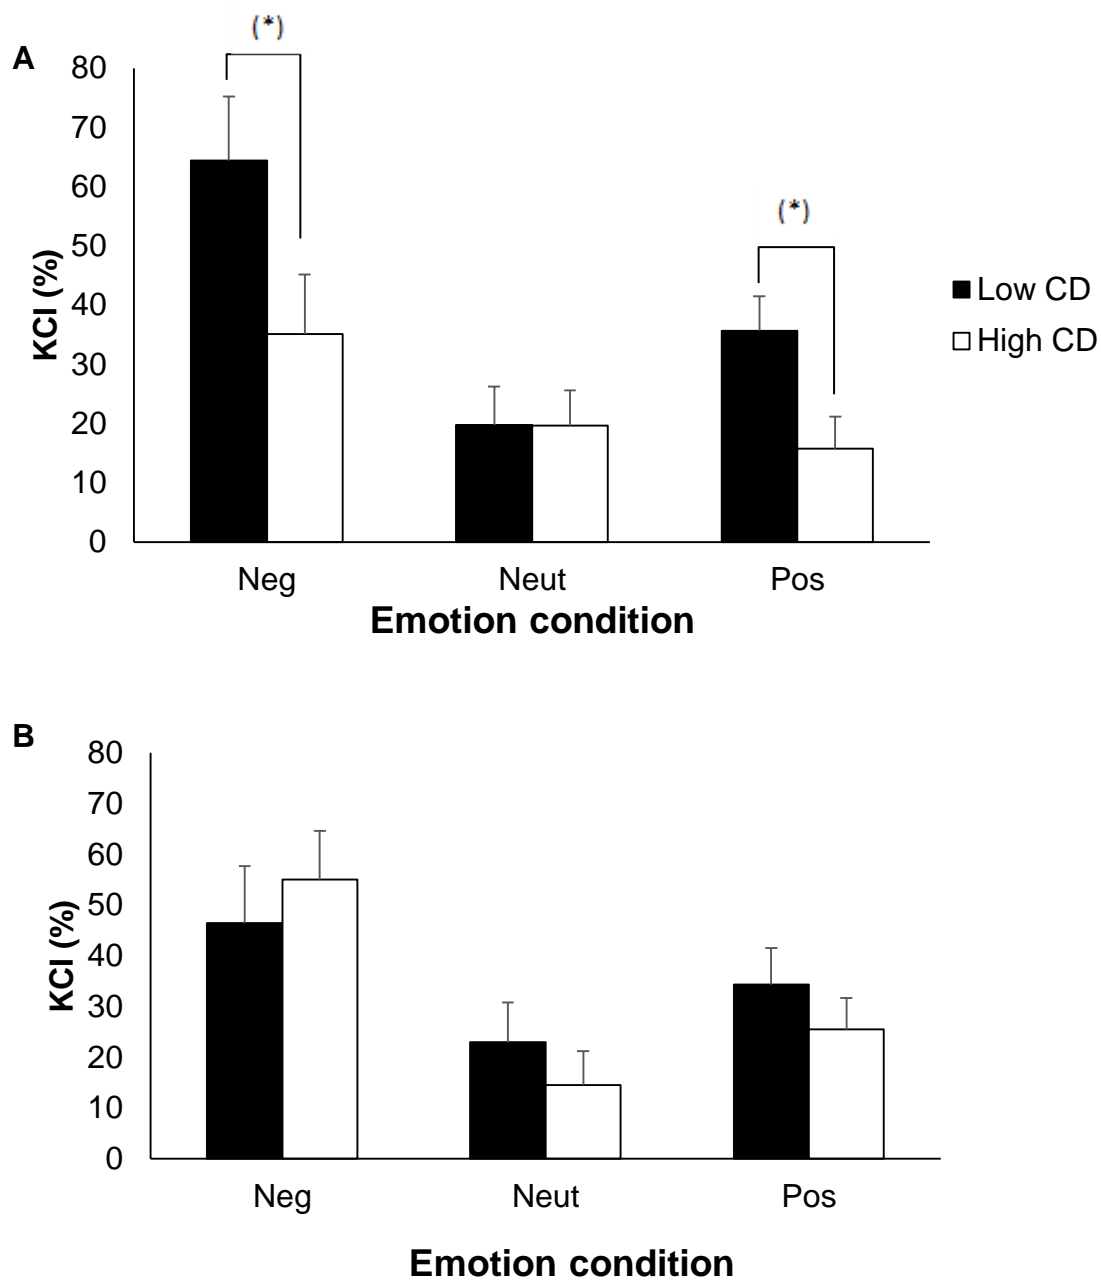 (*)
A
80
70
60
50
40
30
20
10
0
KCI (%)
(*)
Low CD
High CD
Neg Neut Pos
Emotion condition
B
80
70
60
50
40
30
20
10
0
KCI (%)
Neg Neut Pos
Emotion condition